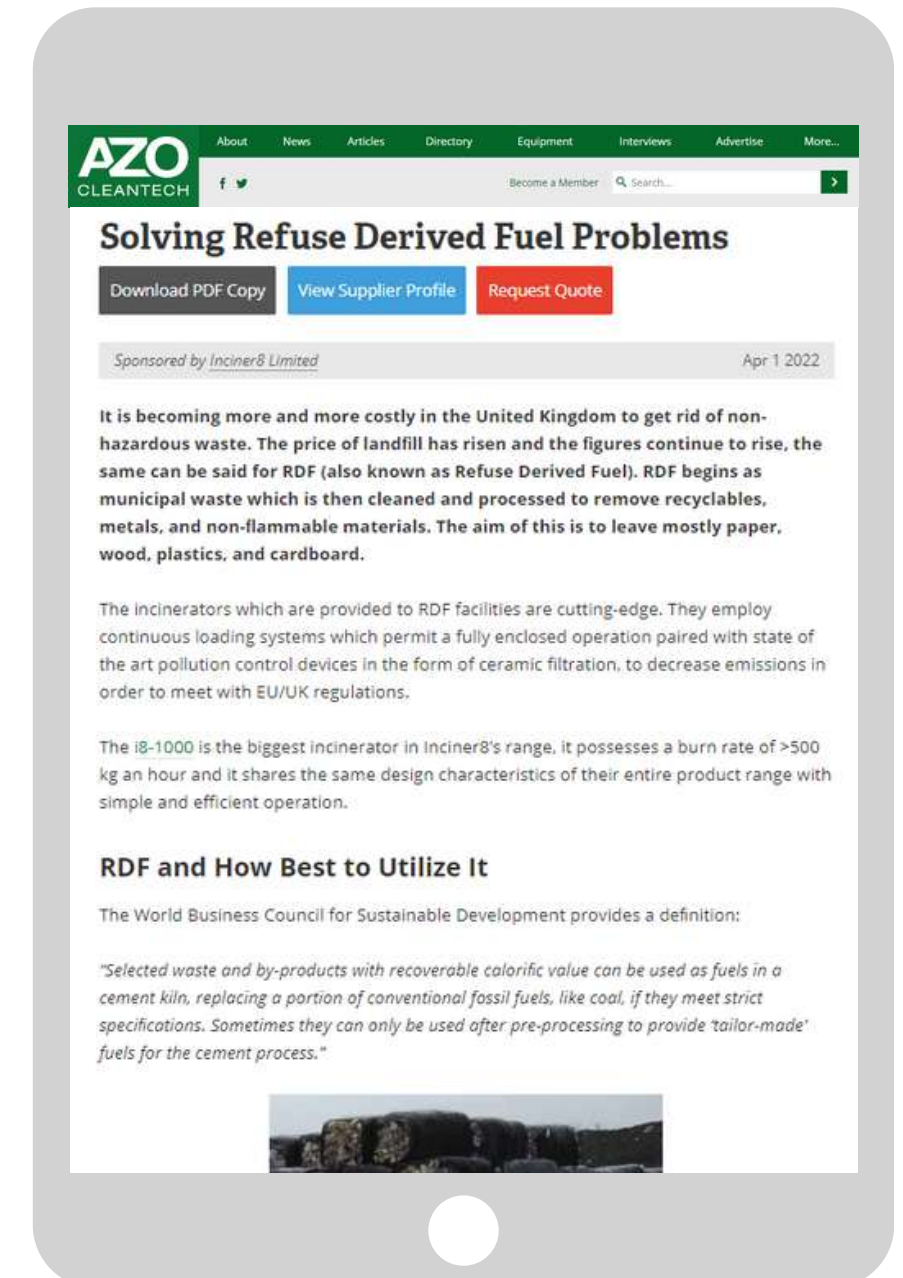 AZO
CLEANTECH
About News Articles Directory Equipment Interviews Advertise More...
Become a Member Search...
Solving Refuse Derived Fuel Problems
Download PDF Copy View Supplier Profile Request Quote
Sponsored by Inciner8 Limited Apr 1 2022
It is becoming more and more costly in the United Kingdom to get rid of non-
hazardous waste. The price of landfill has risen and the figures continue to rise, the
same can be said for RDF (also known as Refuse Derived Fuel). RDF begins as
municipal waste which is then cleaned and processed to remove recyclables,
metals, and non-flammable materials. The aim of this is to leave mostly paper,
wood, plastics, and cardboard.
The incinerators which are provided to RDF facilities are cutting-edge. They employ
continuous loading systems which permit a fully enclosed operation paired with state of
the art pollution control devices in the form of ceramic filtration, to decrease emissions in
order to meet with EU/UK regulations.
The i8-1000 is the biggest incinerator in Inciner8's range, it possesses a burn rate of >500
kg an hour and it shares the same design characteristics of their entire product range with
simple and efficient operation.
RDF and How Best to Utilize It
The World Business Council for Sustainable Development provides a definition:
"Selected waste and by-products with recoverable calorific value can be used as fuels in a
cement kiln, replacing a portion of conventional fossil fuels, like coal, if they meet strict
specifications. Sometimes they can only be used after pre-processing to provide 'tailor-made'
fuels for the cement process."